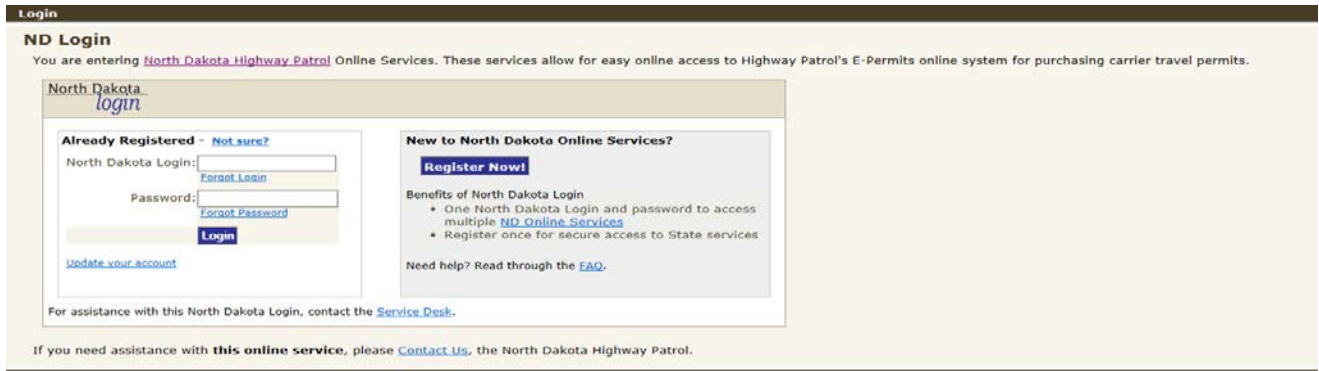 Login
ND Login
You are entering North Dakota Highway Patrol Online Services. These services allow for easy online access to Highway Patrol's E-Permits online system for purchasing carrier travel permits.
North Dakota
login
Already Registered - Not sure?
North Dakota Login:
Forgot Login
Password:
Forgot Password
Login
Update your account
New to North Dakota Online Services?
Register Now!
Benefits of North Dakota Login
• One North Dakota Login and password to access
multiple ND Online Services
• Register once for secure access to State services
Need help? Read through the FAQ.
For assistance with this North Dakota Login, contact the Service Desk.
If you need assistance with this online service, please Contact Us, the North Dakota Highway Patrol.